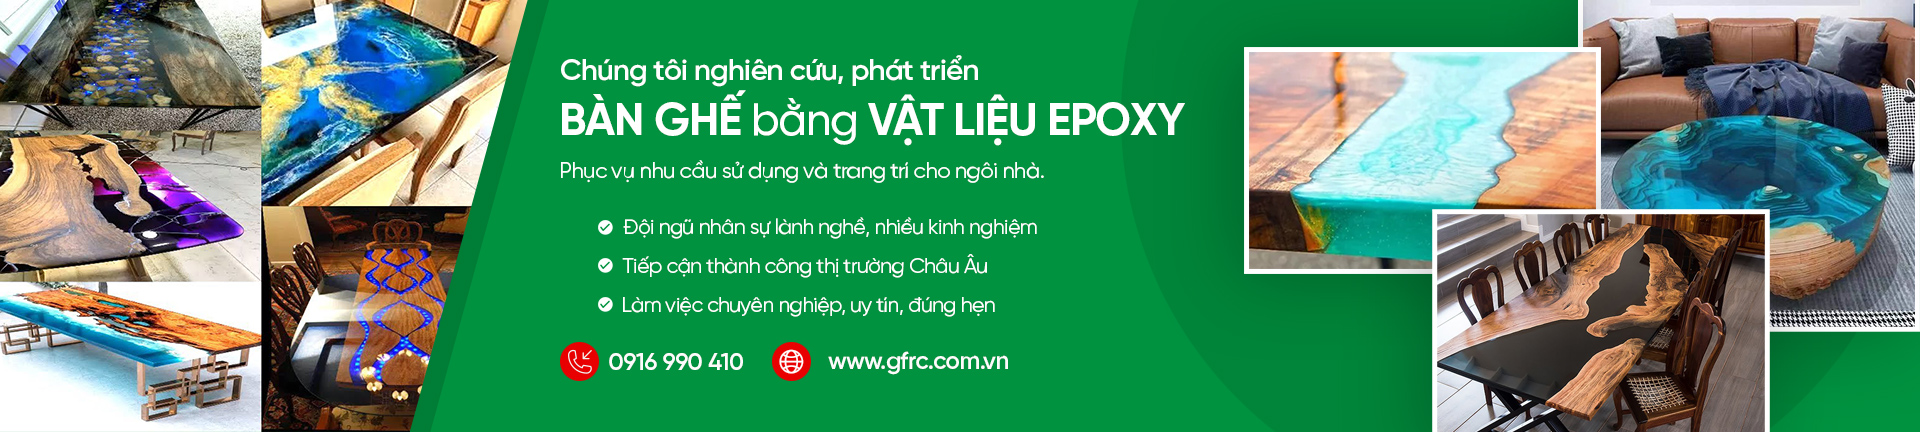 Chúng tôi nghiên cứu, phát triển
BÀN GHẾ bằng VẬT LIỆU EPOXY
Phục vụ nhu cầu sử dụng và trang trí cho ngôi nhà.
Đội ngũ nhân sự lành nghề, nhiều kinh nghiệm
Tiếp cận thành công thị trường Châu Âu
Làm việc chuyên nghiệp, uy tín, đúng hẹn
0916 990 410 www.gfrc.com.vn